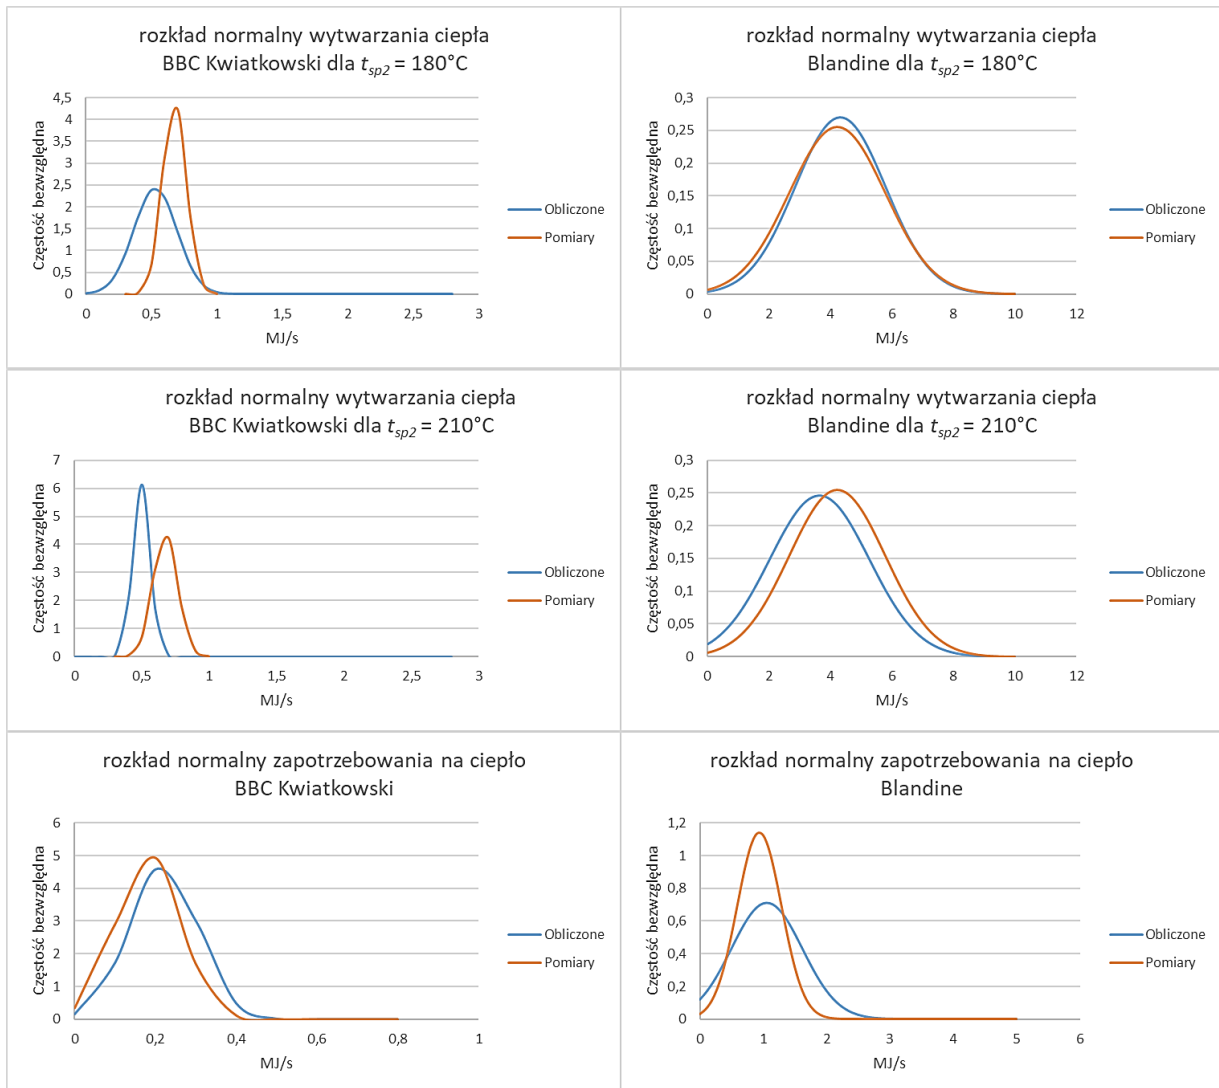 rozkład normalny wytwarzania ciepła
BBC Kwiatkowski dla tsp2 = 180°C
Częstość bezwzględna
4,5
4
3,5
3
2,5
2
1,5
1
0,5
0
0 0,5 1 1,5 2 2,5 3
MJ/s
Obliczone
Pomiary
rozkład normalny wytwarzania ciepła
Blandine dla tsp2 = 180°C
Częstość bezwzględna
0,3
0,25
0,2
0,15
0,1
0,05
0
0 2 4 6 8 10 12
MJ/s
Obliczone
Pomiary
rozkład normalny wytwarzania ciepła
BBC Kwiatkowski dla tsp2 = 210°C
Częstość bezwzględna
7
6
5
4
3
2
1
0
0 0,5 1 1,5 2 2,5 3
MJ/s
Obliczone
Pomiary
rozkład normalny wytwarzania ciepła
Blandine dla tsp2 = 210°C
Częstość bezwzględna
0,3
0,25
0,2
0,15
0,1
0,05
0
0 2 4 6 8 10 12
MJ/s
Obliczone
Pomiary
rozkład normalny zapotrzebowania na ciepło
BBC Kwiatkowski
Częstość bezwzględna
6
5
4
3
2
1
0
0 0,2 0,4 0,6 0,8 1
MJ/s
Obliczone
Pomiary
rozkład normalny zapotrzebowania na ciepło
Blandine
Częstość bezwzględna
1,2
1
0,8
0,6
0,4
0,2
0
0 1 2 3 4 5 6
MJ/s
Obliczone
Pomiary